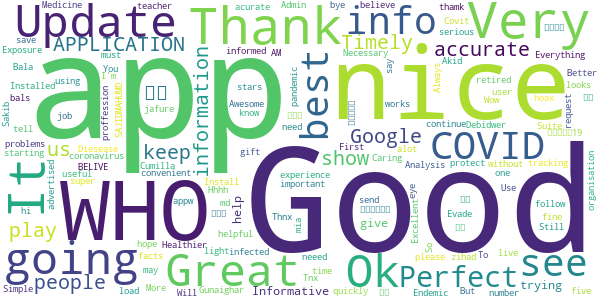 Update
Thank
info
Very
APPLICATION
Timely
accurate
app
nice
best
information
Google
COVID
keep
us
show
It
play
WHO
Good
going
people
Great
Ok
Perfect
see
trying
Medicine
teacher
acurate
Admin
bye
believe
thamk
Covit
save
must
informed
AM
pandemic
say
serious
Necessary
Everything
Exposure
Bala
Installed
You
I'm
using
stars
Awesome
know
Akid
Better
looks
retired
user
Wow
hoax
works
Always
Sakib
bals
job
jafure
proffession
SAIDMAHMUD
tell
starting
problems
Dieseqse
coronavirus
BELIVE
need
gift
First
continue
Debidwer
request
Suite
Caring
alot
Analysis
protect
without
one
tracking
organisation
useful
Cumilla
convenient
experience
important
give
eye
Use
advertised
super
Install
Hhhh
appw
help
send
Excellent
follow
fine
Still
Evade
hi
md
Thnx
mia
helpful
hope
Healthier
light
infected
neeed
So
please
zihad
To
live
other
Simple
load
facts
may
More
Will
Gunaighar
Informative
Tnx
time
quickly
Endemic
But
number
five